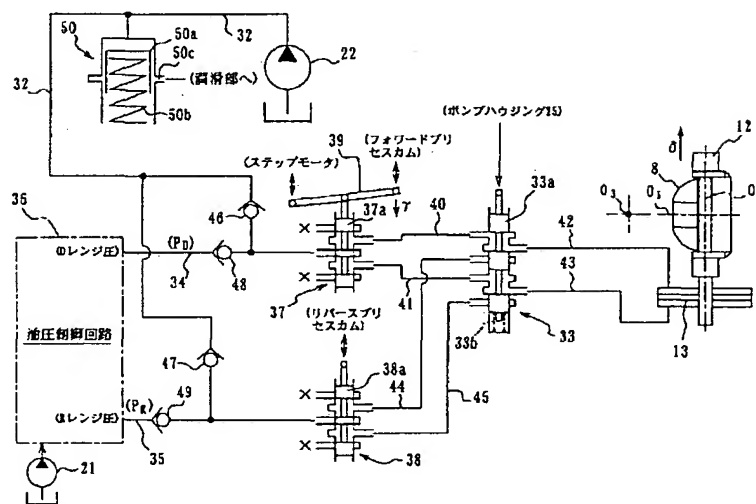 50
50a
50c
32
22
32
(潤滑部へ)
50b
(ポンプハウジング15)
39
(フォワードプリ
セスカム)
(ステップモータ)
12
8
O3
O5
37a
γ
33a
40
42
36
46
(Dレンジ圧)
(PD)
34
48
37
41
43
33b
33
13
(リバースプリ
セスカム)
油圧制御回路
47
38a
44
45
(Rレンジ圧)
(PR)
49
35
38
21